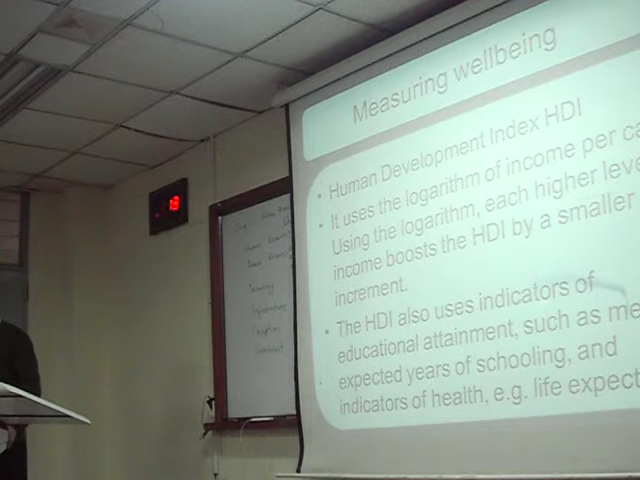 Measuring wellbeing
• Human Development Index HDI
• It uses the logarithm of income per ca
Using the logarithm, each higher leve
income boosts the HDI by a smaller
increment.
• The HDI also uses indicators of
educational attainment, such as me
expected years of schooling, and
indicators of health, e.g. life expect
Technology
Infrastructure